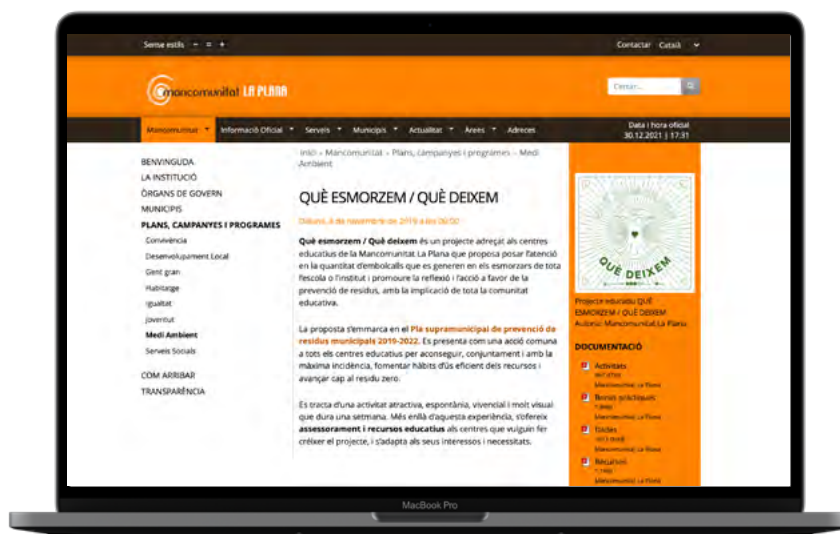 Sense estils − = +
Contactar Català
mancomunitat LA PLANA
Cercar...
Mancomunitat Informació Oficial Serveis Municipis Actualitat Àrees Adreces
Data i hora oficial
30.12.2021 | 17:31
BENVINGUDA
LA INSTITUCIÓ
ÒRGANS DE GOVERN
MUNICIPIS
PLANS, CAMPANYES I PROGRAMES
Convivència
Desenvolupament Local
Gent gran
Habitatge
Igualtat
Joventut
Medi Ambient
Serveis Socials
COM ARRIBAR
TRANSPARÈNCIA
Inici » Mancomunitat » Plans, campanyes i programes » Medi
Ambient
QUÈ ESMORZEM / QUÈ DEIXEM
Dilluns, 4 de novembre de 2019 a les 00:00
Què esmorzem / Què deixem és un projecte adreçat als centres
educatius de la Mancomunitat La Plana que proposa posar l'atenció
en la quantitat d'embolcalls que es generen en els esmorzars de tota
l'escola o l'institut i promoure la reflexió i l'acció a favor de la
prevenció de residus, amb la implicació de tota la comunitat
educativa.
La proposta s'emmarca en el Pla supramunicipal de prevenció de
residus municipals 2019-2022. Es presenta com una acció comuna
a tots els centres educatius per aconseguir, conjuntament i amb la
màxima incidència, fomentar hàbits d'ús eficient dels recursos i
avançar cap al residu zero.
Es tracta d'una activitat atractiva, espontània, vivencial i molt visual
que dura una setmana. Més enllà d'aquesta experiència, s'ofereix
assessorament i recursos educatius als centres que vulguin fer
créixer el projecte, i s'adapta als seus interessos i necessitats.
QUÈ DEIXEM
Projecte educatiu QUÈ
ESMORZEM / QUÈ DEIXEM
Autoria: Mancomunitat La Plana
DOCUMENTACIÓ
Activitats
Mancomunitat La Plana
Bones pràctiques
Mancomunitat La Plana
Mancomunitat La Plana
Recursos
Mancomunitat La Plana
MacBook Pro